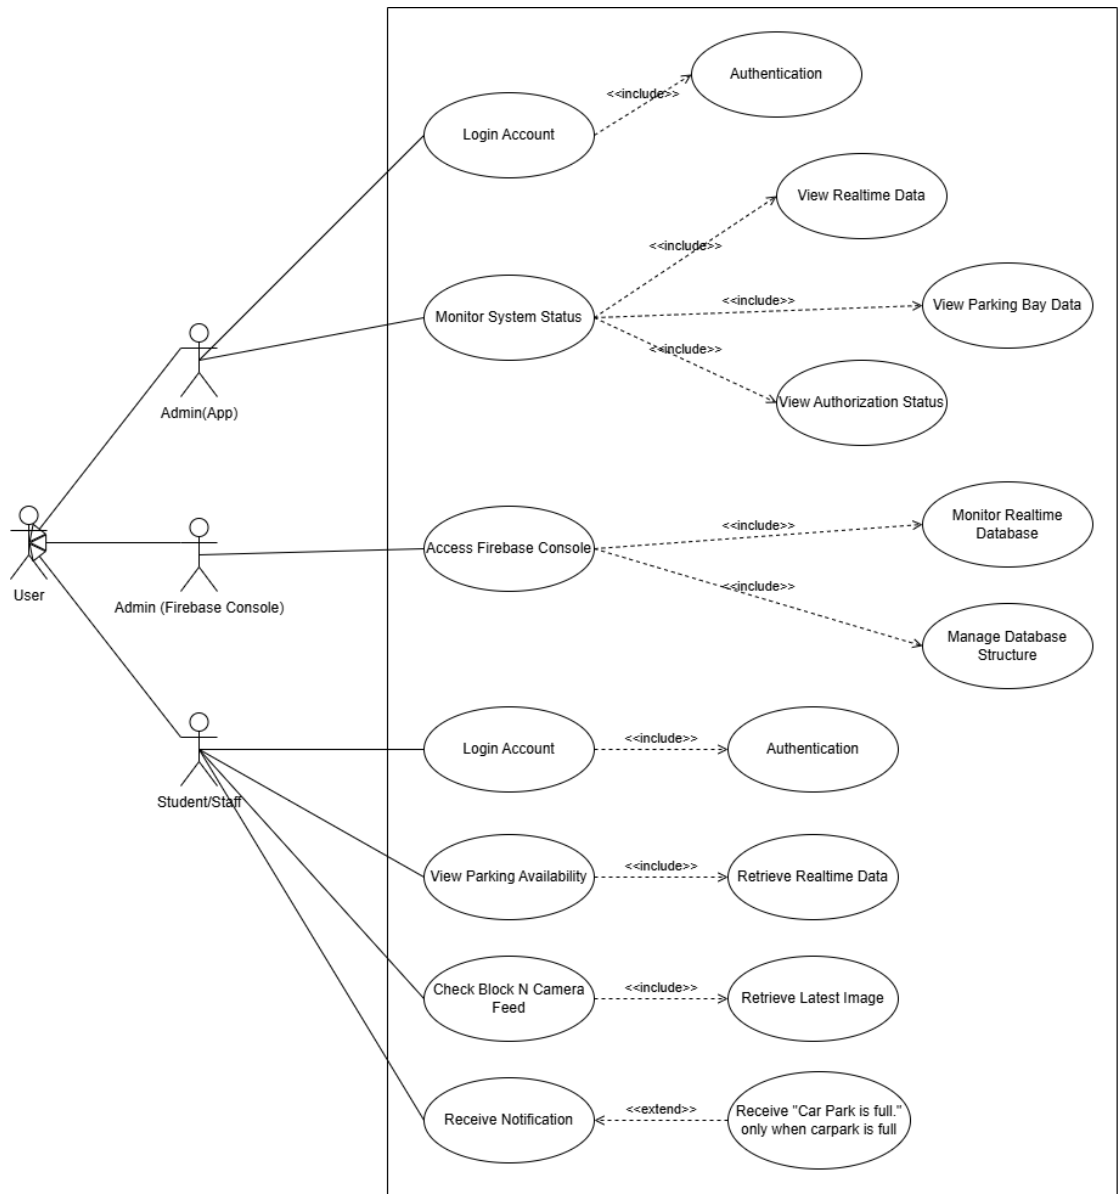 Authentication
<<include>>
Login Account
View Realtime Data
<<include>>
<<include>>
View Parking Bay Data
Monitor System Status
<<include>>
View Authorization Status
Admin(App)
Monitor Realtime
Database
<<include>>
Access Firebase Console
<<include>>
User
Admin (Firebase Console)
Manage Database
Structure
Login Account
<<include>>
Authentication
Student/Staff
View Parking Availability
<<include>>
Retrieve Realtime Data
Check Block N Camera
Feed
<<include>>
Retrieve Latest Image
Receive Notification
<<extend>>
Receive "Car Park is full."
only when carpark is full